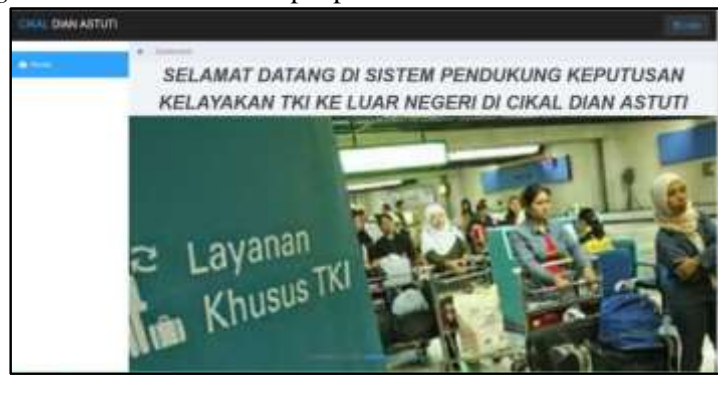 CIKAL DIAN ASTUTI
Home
SELAMAT DATANG DI SISTEM PENDUKUNG KEPUTUSAN
KELAYAKAN TKI KE LUAR NEGERI DI CIKAL DIAN ASTUTI
Layanan
Khusus TKI